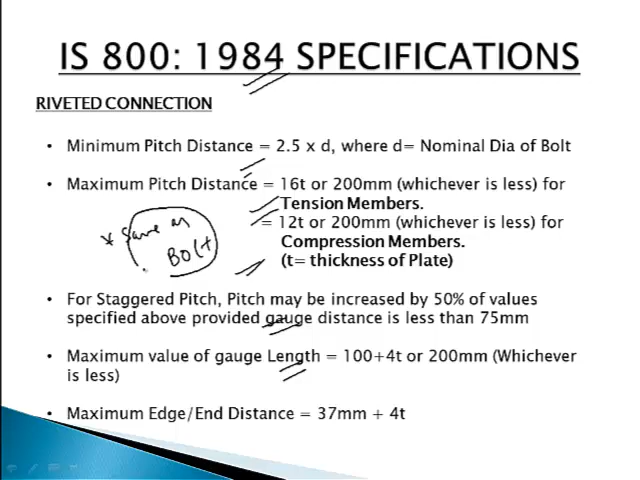 IS 800: 1984 SPECIFICATIONS
RIVETED CONNECTION
• Minimum Pitch Distance = 2.5 x d, where d= Nominal Dia of Bolt
• Maximum Pitch Distance = 16t or 200mm (whichever is less) for
Tension Members.
= 12t or 200mm (whichever is less) for
Compression Members.
(t= thickness of Plate)
* Same as
Bolt
• For Staggered Pitch, Pitch may be increased by 50% of values
specified above provided gauge distance is less than 75mm
• Maximum value of gauge Length = 100+4t or 200mm (Whichever
is less)
• Maximum Edge/End Distance = 37mm + 4t